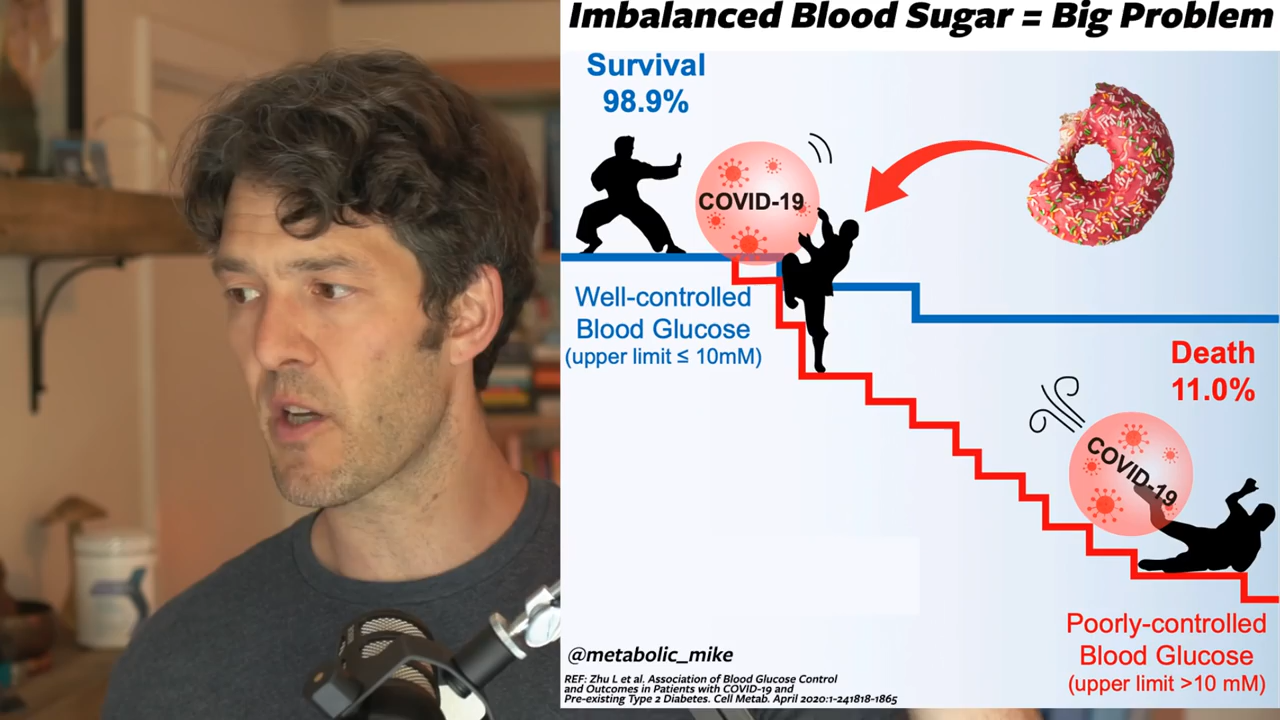 Imbalanced Blood Sugar = Big Problem
Survival
98.9%
COVID-19
Well-controlled
Blood Glucose
(upper limit ≤ 10mM)
Death
11.0%
COVID-19
Poorly-controlled
Blood Glucose
(upper limit >10 mM)
@metabolic_mike
REF: Zhu L et al. Association of Blood Glucose Control
and Outcomes in Patients with COVID-19 and
Pre-existing Type 2 Diabetes. Cell Metab. April 2020:1-241818-1865